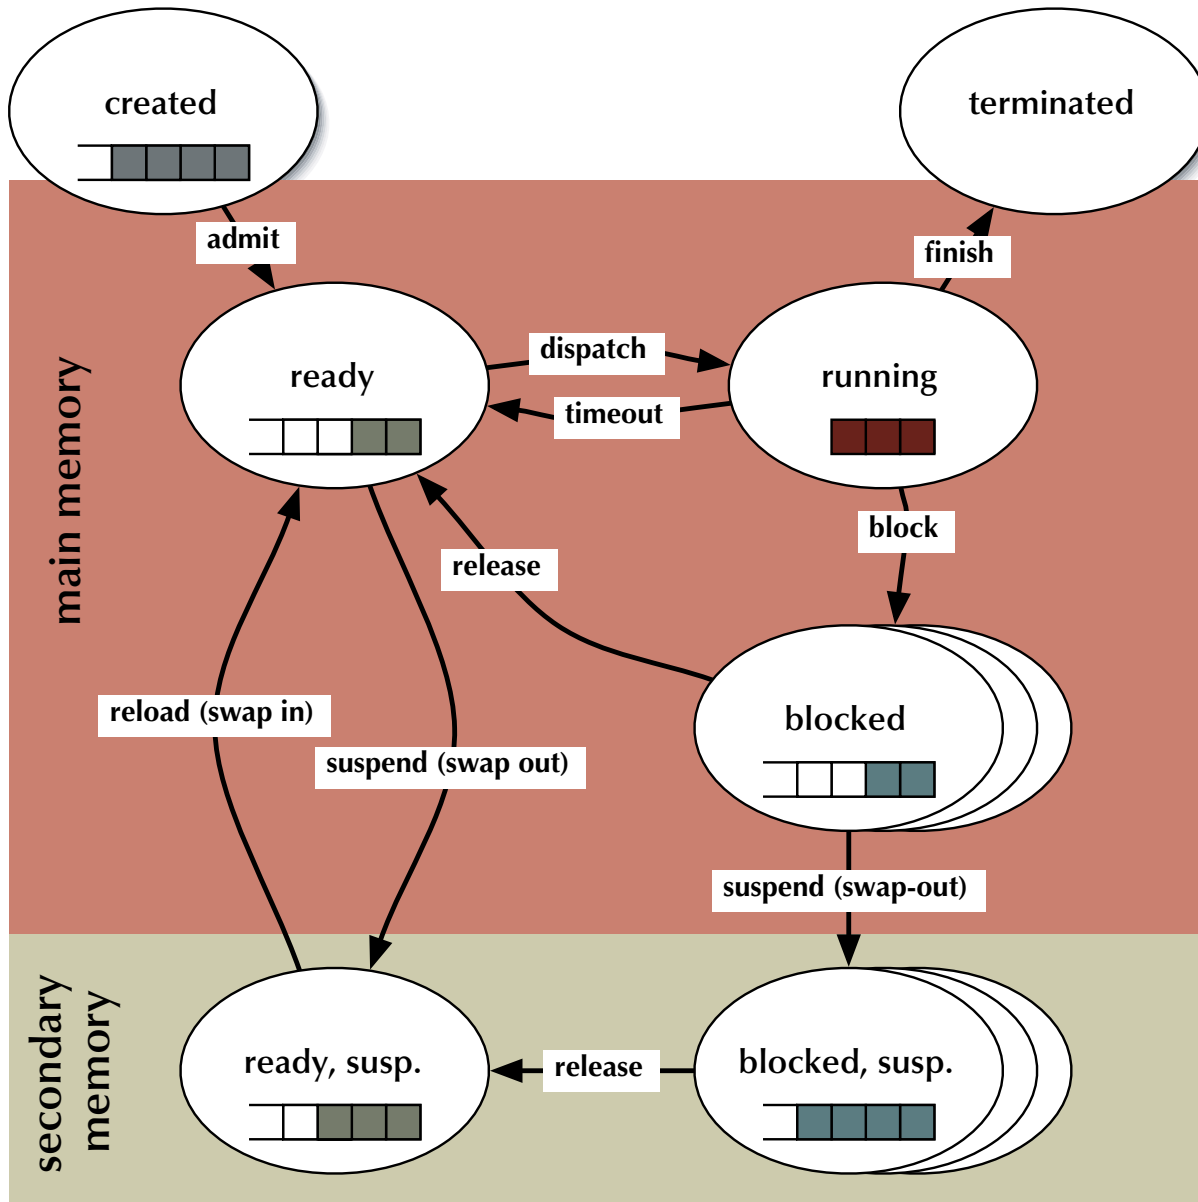 created
terminated
admit
finish
ready
dispatch
running
timeout
main memory
block
release
reload (swap in)
blocked
suspend (swap out)
suspend (swap-out)
secondary
memory
ready, susp.
release
blocked, susp.